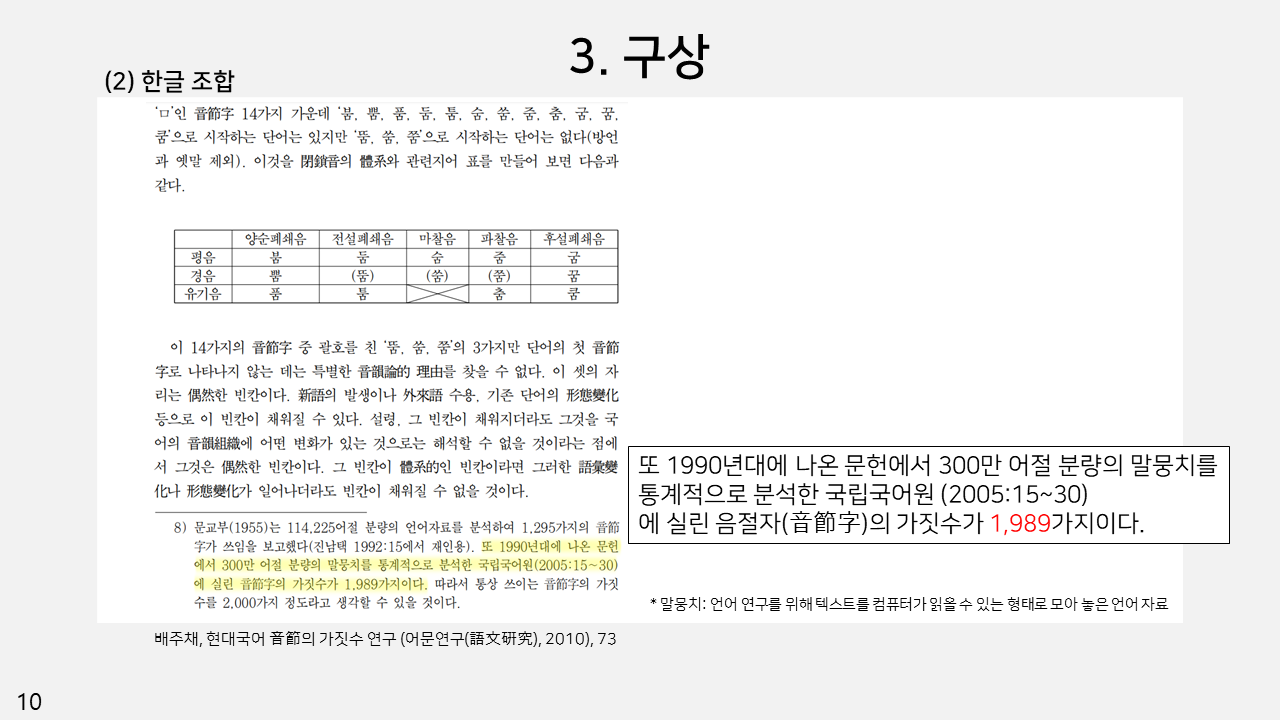 3. 구상
(2) 한글 조합
‘ㅁ’인 音節字 14가지 가운데 ‘붐, 뿜, 품, 둠, 툼, 숨, 쑴, 줌, 춤, 굼, 꿈,
쿰’으로 시작하는 단어는 있지만 ‘뚬, 쑴, 쭘’으로 시작하는 단어는 없다(방언
과 옛말 제외). 이것을 閉鎖音의 體系와 관련지어 표를 만들어 보면 다음과
같다.
양순폐쇄음 전설폐쇄음 마찰음 파찰음 후설폐쇄음
평음 붐 둠 숨 줌 굼
경음 뿜 (뚬) (쑴) (쭘) 꿈
유기음 품 툼 춤 쿰
이 14가지의 音節字 중 괄호를 친 ‘뚬, 쑴, 쭘’의 3가지만 단어의 첫 音節
字로 나타나지 않는 데는 특별한 音韻論的 理由를 찾을 수 없다. 이 셋의 자
리는 偶然한 빈칸이다. 新語의 발생이나 外來語 수용, 기존 단어의 形態變化
등으로 이 빈칸이 채워질 수 있다. 설령, 그 빈칸이 채워지더라도 그것을 국
어의 音韻組織에 어떤 변화가 있는 것으로는 해석할 수 없을 것이라는 점에
서 그것은 偶然한 빈칸이다. 그 빈칸이 體系的인 빈칸이라면 그러한 語彙變
化나 形態變化가 일어나더라도 빈칸이 채워질 수 없을 것이다.
8) 문교부(1955)는 114,225어절 분량의 언어자료를 분석하여 1,295가지의 音節
字가 쓰임을 보고했다(진남택 1992:15에서 재인용). 또 1990년대에 나온 문헌
에서 300만 어절 분량의 말뭉치를 통계적으로 분석한 국립국어원(2005:15~30)
에 실린 音節字의 가짓수가 1,989가지이다. 따라서 통상 쓰이는 音節字의 가짓
수를 2,000가지 정도라고 생각할 수 있을 것이다.
또 1990년대에 나온 문헌에서 300만 어절 분량의 말뭉치를
통계적으로 분석한 국립국어원 (2005:15~30)
에 실린 음절자(音節字)의 가짓수가 1,989가지이다.
* 말뭉치: 언어 연구를 위해 텍스트를 컴퓨터가 읽을 수 있는 형태로 모아 놓은 언어 자료
배주채, 현대국어 音節의 가짓수 연구 (어문연구(語文研究), 2010), 73
10